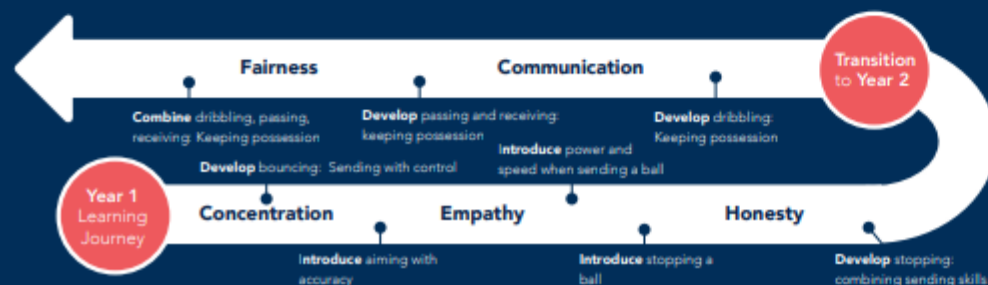 Fairness
Communication
Transition
to Year 2
Combine dribbling, passing,
receiving: Keeping possession
Develop passing and receiving:
keeping possession
Develop dribbling:
Keeping possession
Develop bouncing: Sending with control
Introduce power and
speed when sending a ball
Year 1
Learning
Journey
Concentration
Empathy
Honesty
Introduce aiming with
accuracy
Introduce stopping a
ball
Develop stopping:
combining sending skills